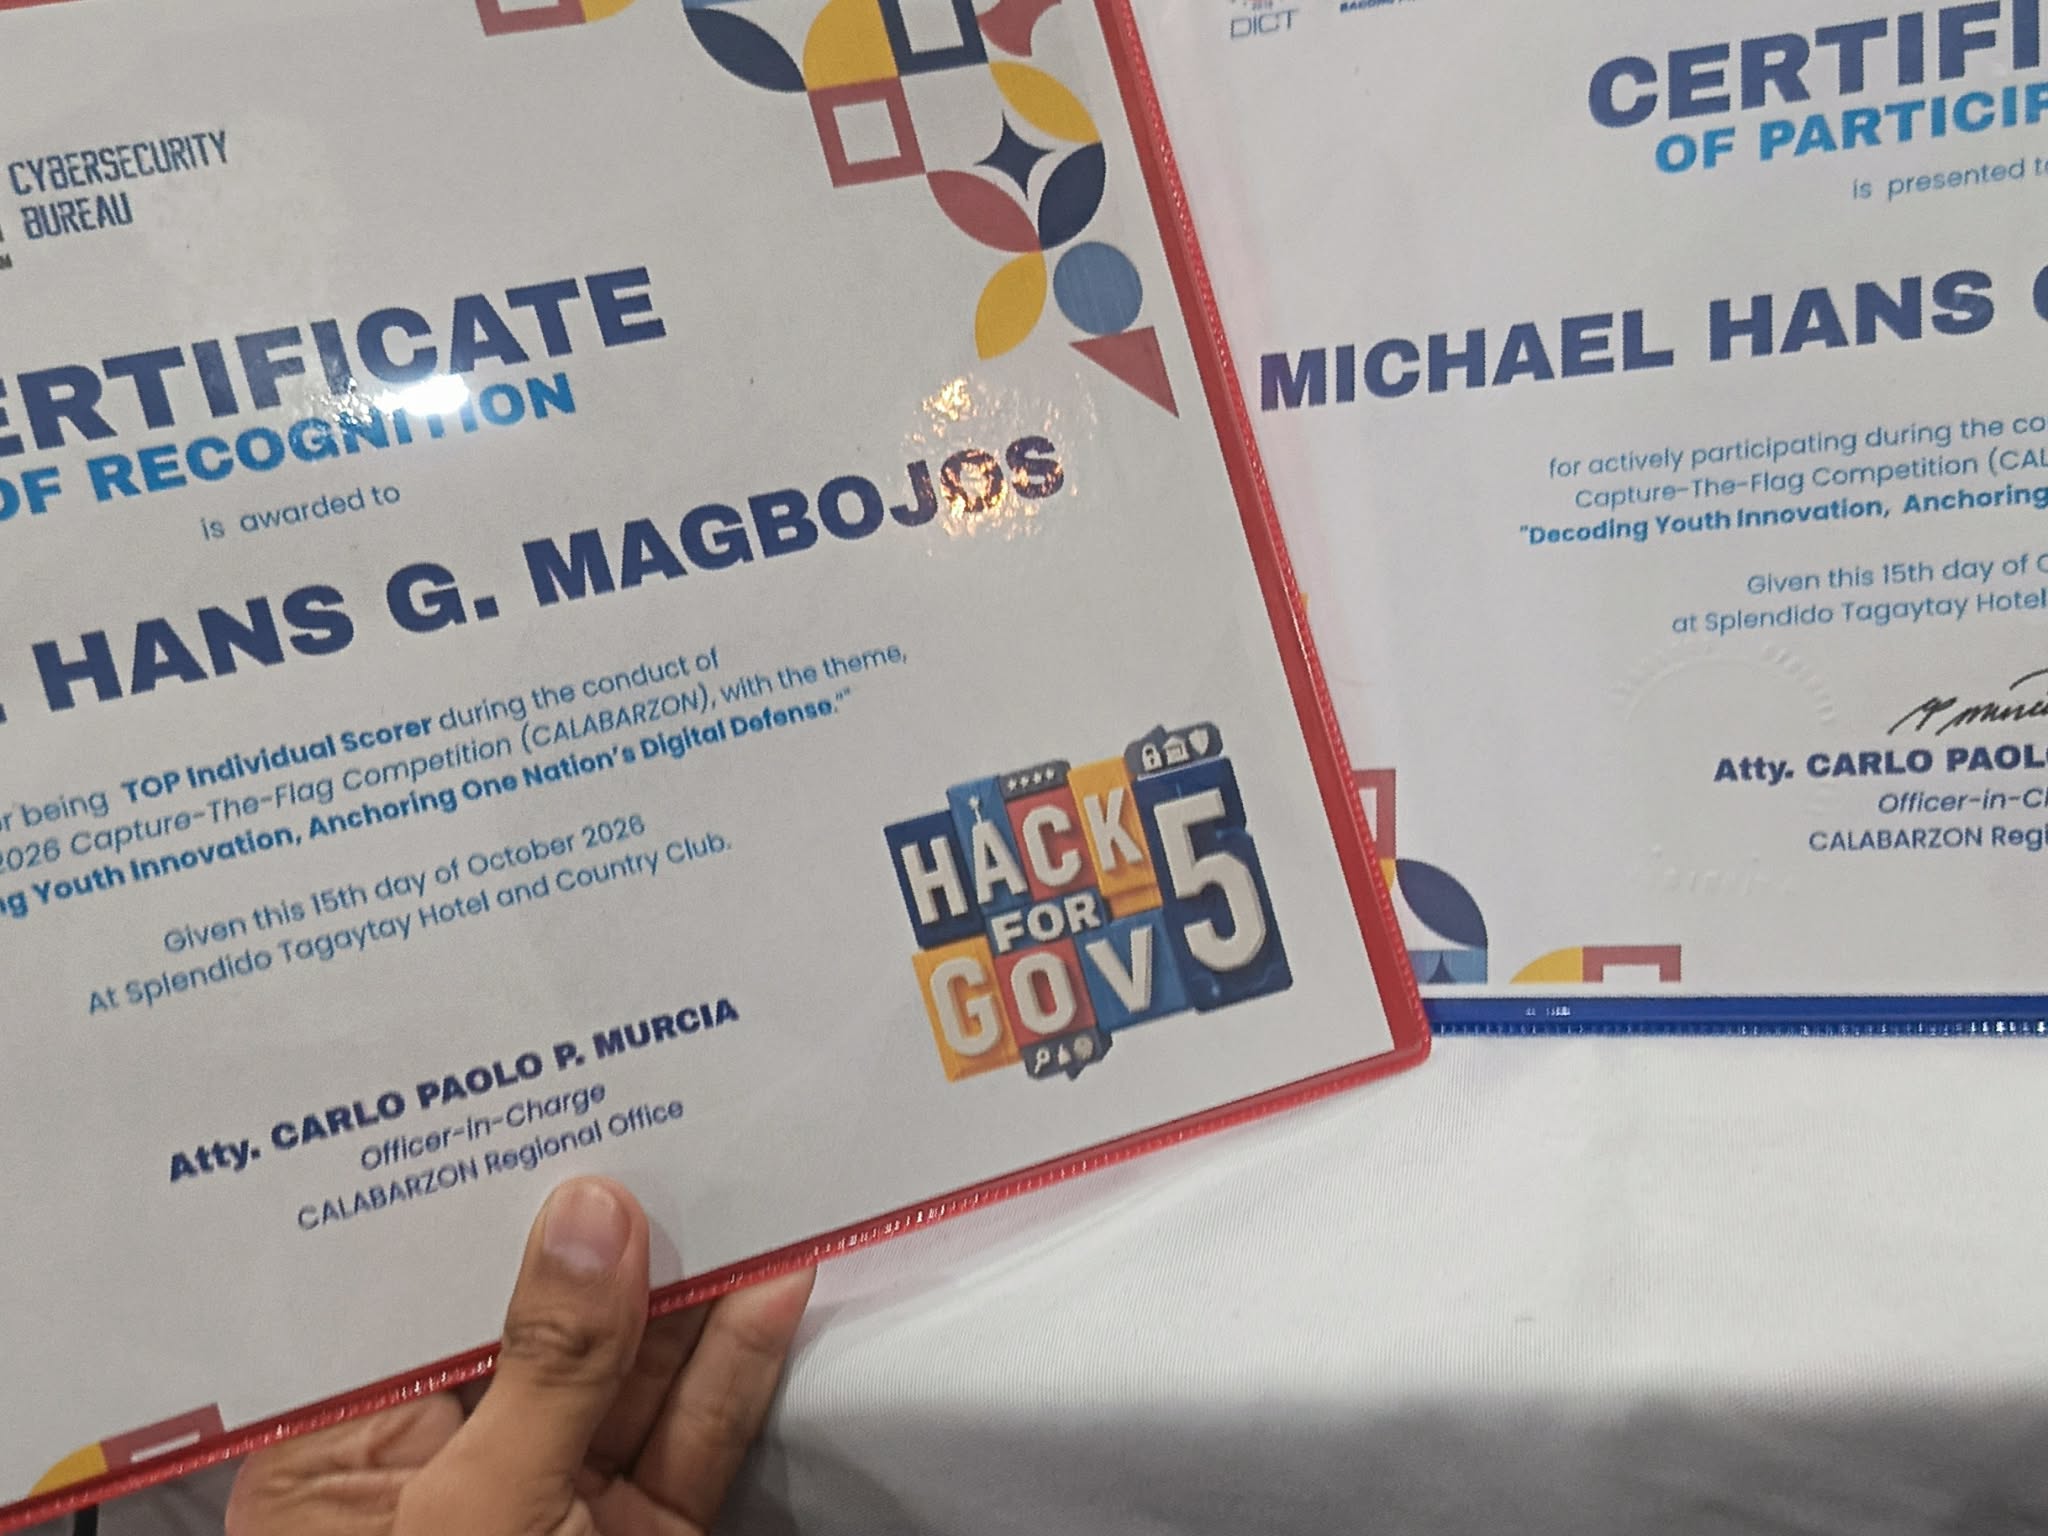 CYBERSECURITY
BUREAU
ERTIFICATE
OF RECOGNITION
is awarded to
. HANS G. MAGBOJOS
being TOP Individual Scorer during the conduct of
2026 Capture-The-Flag Competition (CALABARZON), with the theme,
g Youth Innovation, Anchoring One Nation's Digital Defense.""
Given this 15th day of October 2026
At Splendido Tagaytay Hotel and Country Club.
Atty. CARLO PAOLO P. MURCIA
Officer-in-Charge
CALABARZON Regional Office
HACK
FOR
GOV
5
DICT
CERTIFI
OF PARTICIP
is presented to
MICHAEL HANS
for actively participating during the co
Capture-The-Flag Competition (CAL
"Decoding Youth Innovation, Anchoring
Given this 15th day of
at Splendido Tagaytay Hotel
Atty. CARLO PAOL
Officer-in-C
CALABARZON Regi